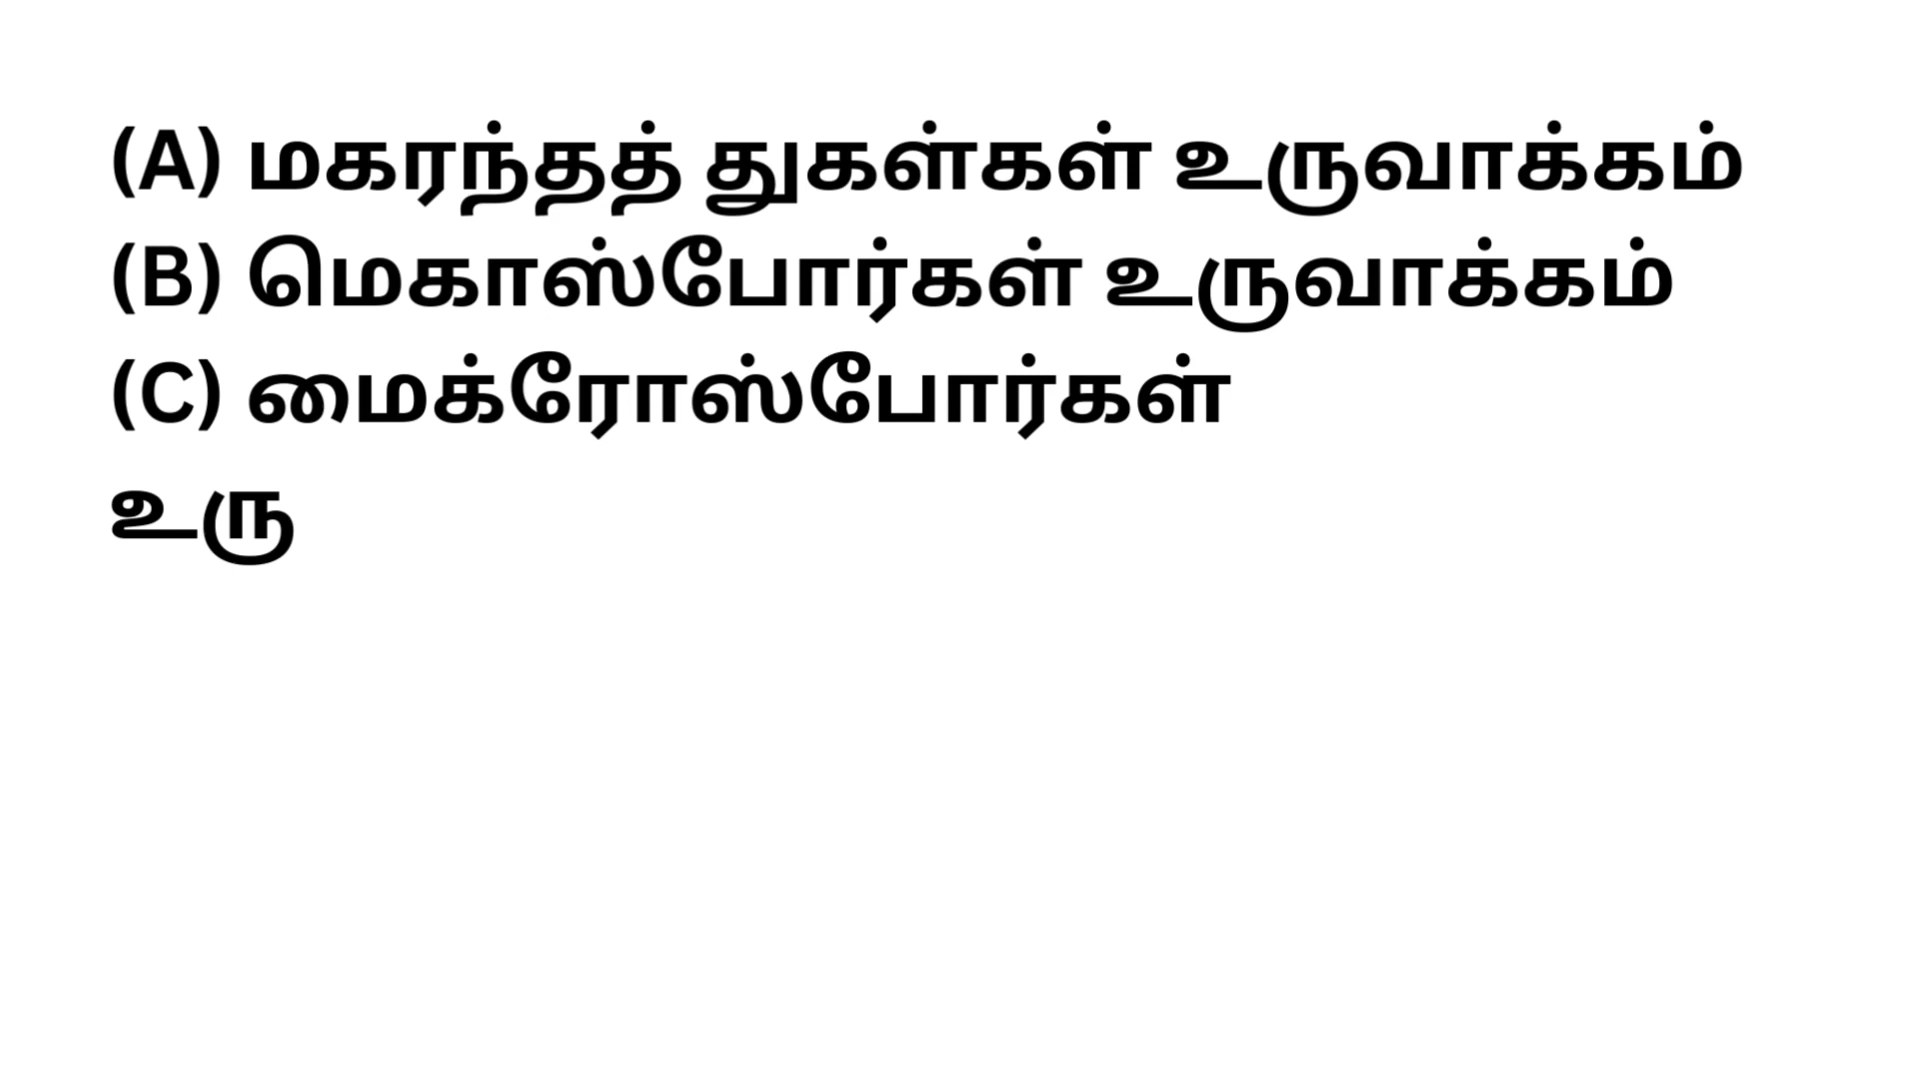 (A) மகரந்தத் துகள்கள் உருவாக்கம்
(B) மெகாஸ்போர்கள் உருவாக்கம்
(C) மைக்ரோஸ்போர்கள்
உரு